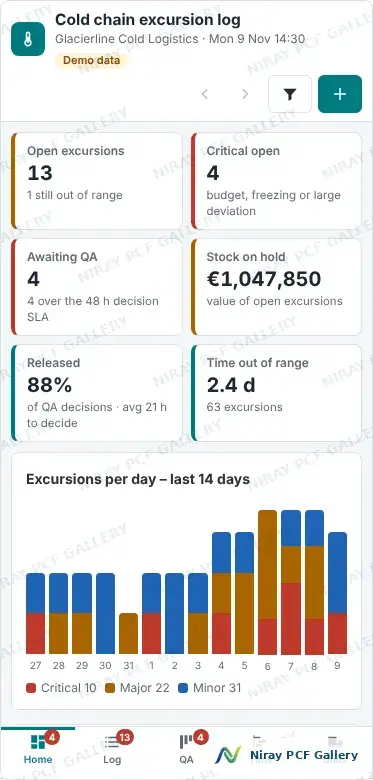 Cold chain excursion log
Glacierline Cold Logistics · Mon 9 Nov 14:30
Demo data
Open excursions
13
1 still out of range
Critical open
4
budget, freezing or large
deviation
Awaiting QA
4
4 over the 48 h decision
SLA
Stock on hold
€1,047,850
value of open excursions
Released
88%
of QA decisions · avg 21 h
to decide
Time out of range
2.4 d
63 excursions
Excursions per day – last 14 days
27 28 29 30 31 1 2 3 4 5 6 7 8 9
Critical 10 Major 22 Minor 31
4 13 4
Home Log QA
Niray PCF Gallery
NIRAY PCF GALLERY